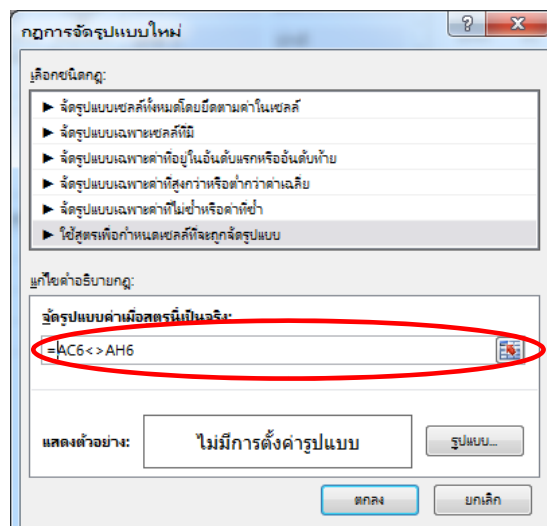 กฎการจัดรูปแบบใหม่
เลือกชนิดกฎ:
► จัดรูปแบบเซลล์ทั้งหมดโดยยึดตามค่าในเซลล์
► จัดรูปแบบเฉพาะเซลล์ที่มี
► จัดรูปแบบเฉพาะค่าที่อยู่ในอันดับแรกหรืออันดับท้าย
► จัดรูปแบบเฉพาะค่าที่สูงกว่าหรือต่ำกว่าค่าเฉลี่ย
► จัดรูปแบบเฉพาะค่าที่ไม่ซ้ำหรือค่าที่ซ้ำ
► ใช้สูตรเพื่อกำหนดเซลล์ที่จะถูกจัดรูปแบบ
แก้ไขคำอธิบายกฎ:
จัดรูปแบบค่าเมื่อสูตรนี้เป็นจริง:
=AC6<>AH6
แสดงตัวอย่าง: ไม่มีการตั้งค่ารูปแบบ รูปแบบ...
ตกลง ยกเลิก